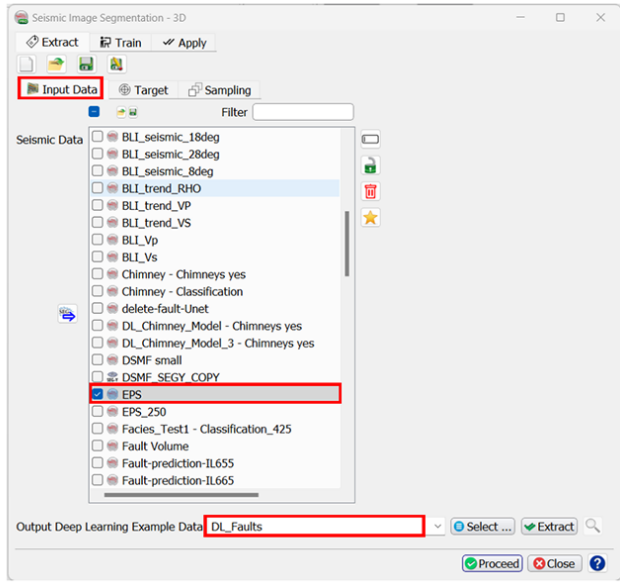 Seismic Image Segmentation - 3D
Extract Train Apply
Input Data Target Sampling
Filter
Seismic Data
BLI_seismic_18deg
BLI_seismic_28deg
BLI_seismic_8deg
BLI_trend_RHO
BLI_trend_VP
BLI_trend_VS
BLI_Vp
BLI_Vs
Chimney - Chimneys yes
Chimney - Classification
delete-fault-Unet
DL_Chimney_Model - Chimneys yes
DL_Chimney_Model_3 - Chimneys yes
DSMF small
DSMF_SEGY_COPY
EPS
EPS_250
Facies_Test1 - Classification_425
Fault Volume
Fault-prediction-IL655
Fault-prediction-IL665
Output Deep Learning Example Data DL_Faults Select ... Extract
Proceed Close ?